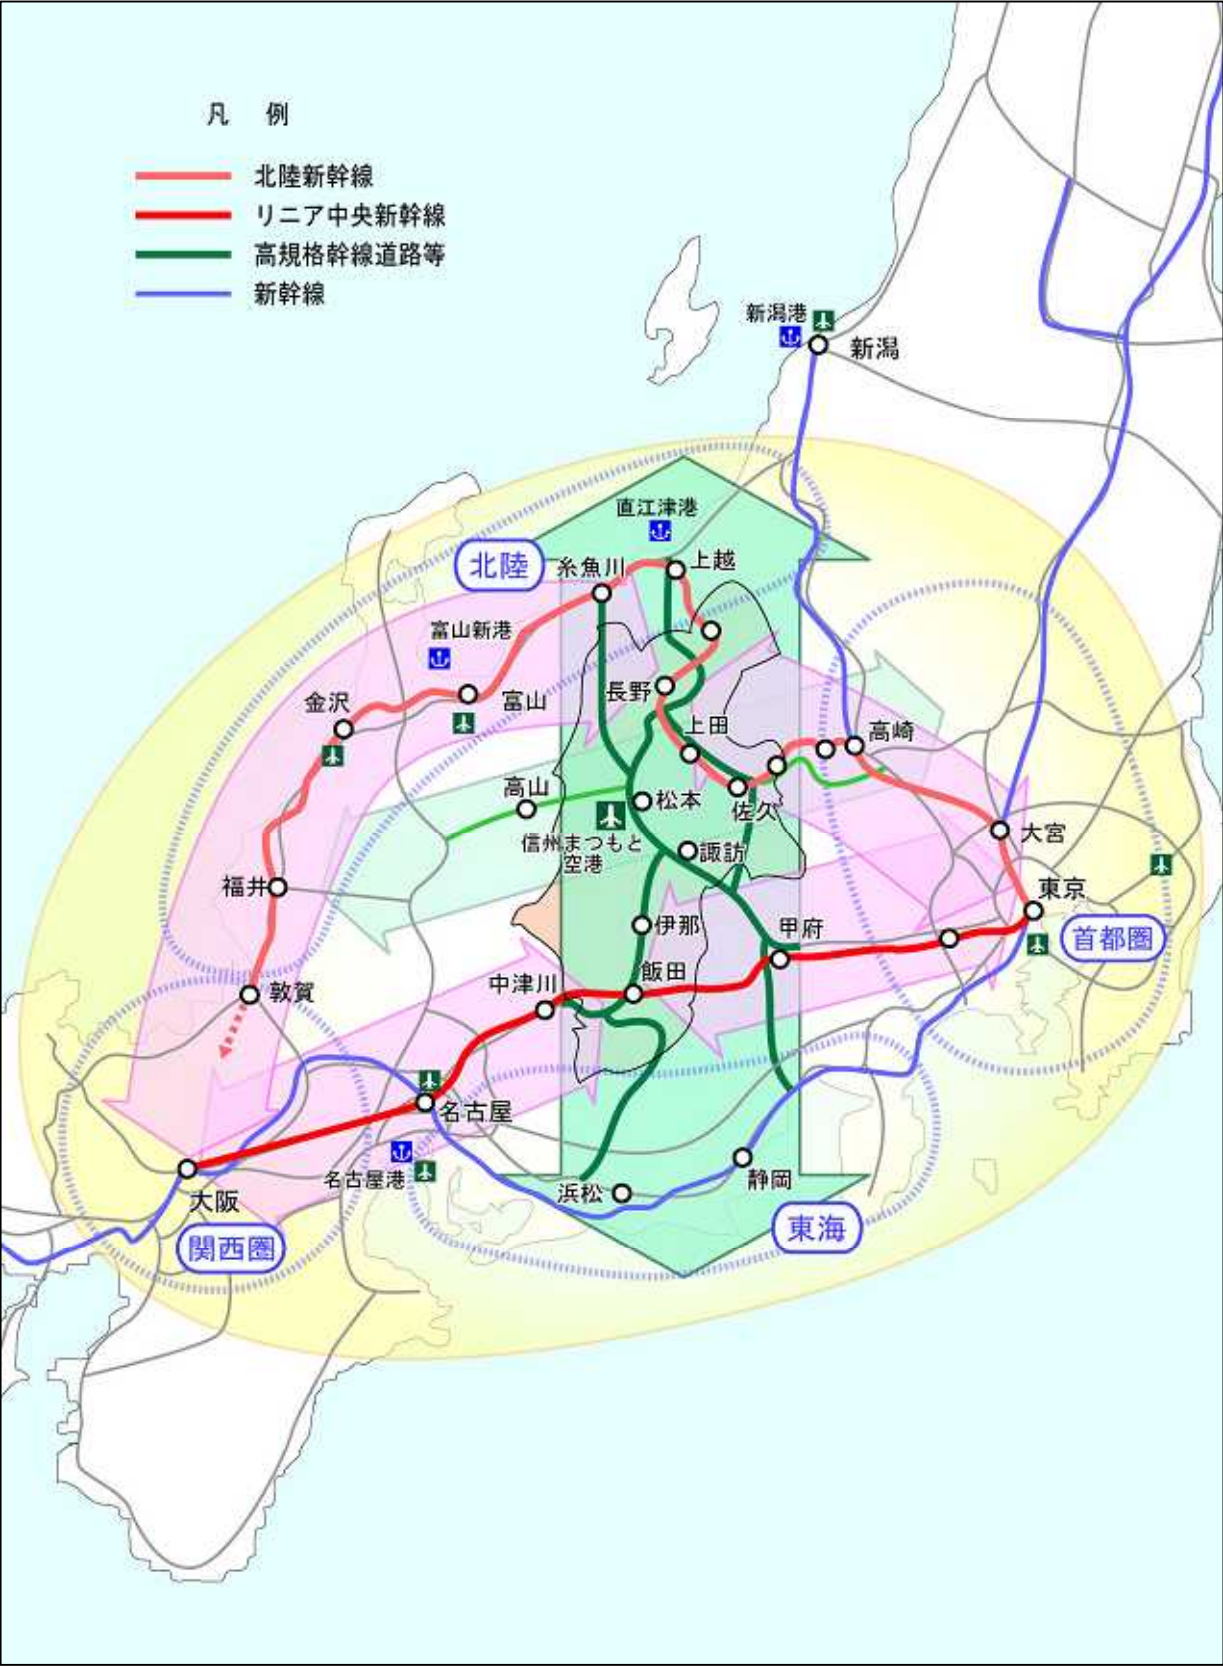 凡 例
北陸新幹線
リニア中央新幹線
高規格幹線道路等
新幹線
新潟港
新潟
直江津港
北陸
糸魚川
上越
富山新港
金沢
富山
長野
上田
高崎
高山
松本
佐久
信州まつもと
空港
諏訪
大宮
福井
東京
伊那
甲府
首都圏
飯田
中津川
敦賀
名古屋
名古屋港
浜松
静岡
大阪
東海
関西圏